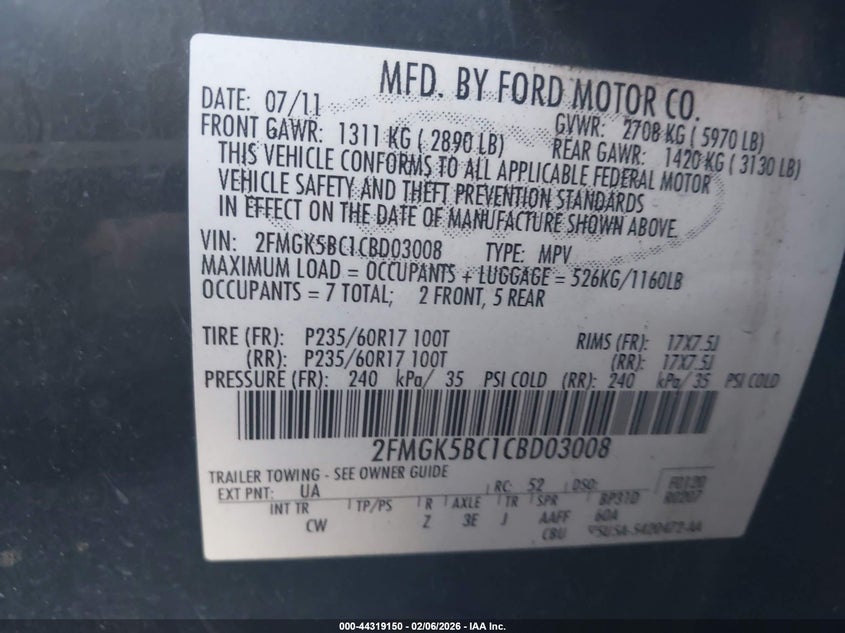 MFD. BY FORD MOTOR CO.
DATE: 07/11 GVWR: 2708 KG ( 5970 LB)
FRONT GAWR: 1311 KG ( 2890 LB) REAR GAWR: 1420 KG ( 3130 LB)
THIS VEHICLE CONFORMS TO ALL APPLICABLE FEDERAL MOTOR
VEHICLE SAFETY AND THEFT PREVENTION STANDARDS
IN EFFECT ON THE DATE OF MANUFACTURE SHOWN ABOVE.
VIN: 2FMGK5BC1CBD03008 TYPE: MPV
MAXIMUM LOAD = OCCUPANTS + LUGGAGE = 526KG/1160LB
OCCUPANTS = 7 TOTAL; 2 FRONT, 5 REAR
TIRE (FR): P235/60R17 100T RIMS (FR): 17X7.5J
(RR): P235/60R17 100T (RR): 17X7.5J
PRESSURE (FR): 240 kPa/ 35 PSI COLD (RR): 240 kPa/ 35 PSI COLD
2FMGK5BC1CBD03008
TRAILER TOWING - SEE OWNER GUIDE
EXT PNT: UA RC: 52 DSO: F0120
INT TR TP/PS R AXLE TR SPR BP31D R0207
CW Z 3E J AAFF 60A
CBU
000-44319150 - 02/06/2026 - IAA Inc.